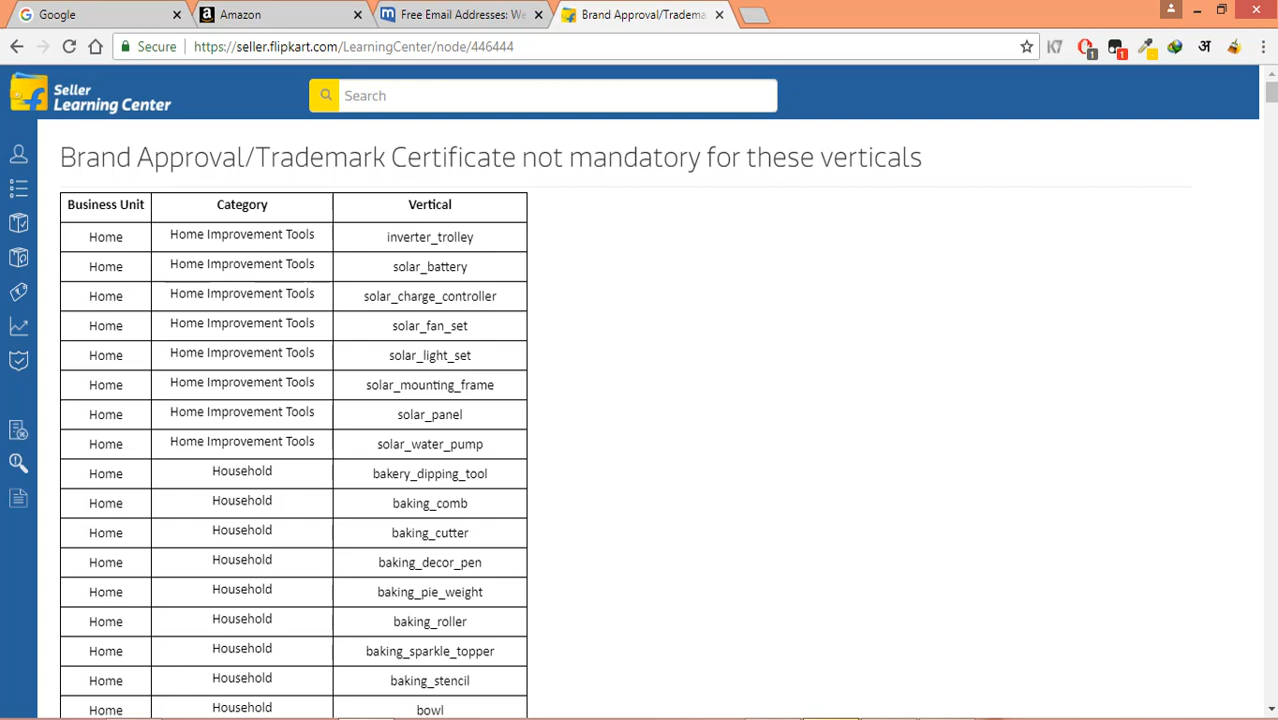 Google
Amazon
Free Email Addresses: We
Brand Approval/Tradema
Secure
https://seller.flipkart.com/LearningCenter/node/446444
K7
1
1
अ
Seller
Learning Center
Search
Brand Approval/Trademark Certificate not mandatory for these verticals
Business Unit Category Vertical
Home Home Improvement Tools inverter_trolley
Home Home Improvement Tools solar_battery
Home Home Improvement Tools solar_charge_controller
Home Home Improvement Tools solar_fan_set
Home Home Improvement Tools solar_light_set
Home Home Improvement Tools solar_mounting_frame
Home Home Improvement Tools solar_panel
Home Home Improvement Tools solar_water_pump
Home Household bakery_dipping_tool
Home Household baking_comb
Home Household baking_cutter
Home Household baking_decor_pen
Home Household baking_pie_weight
Home Household baking_roller
Home Household baking_sparkle_topper
Home Household baking_stencil
Home Household bowl